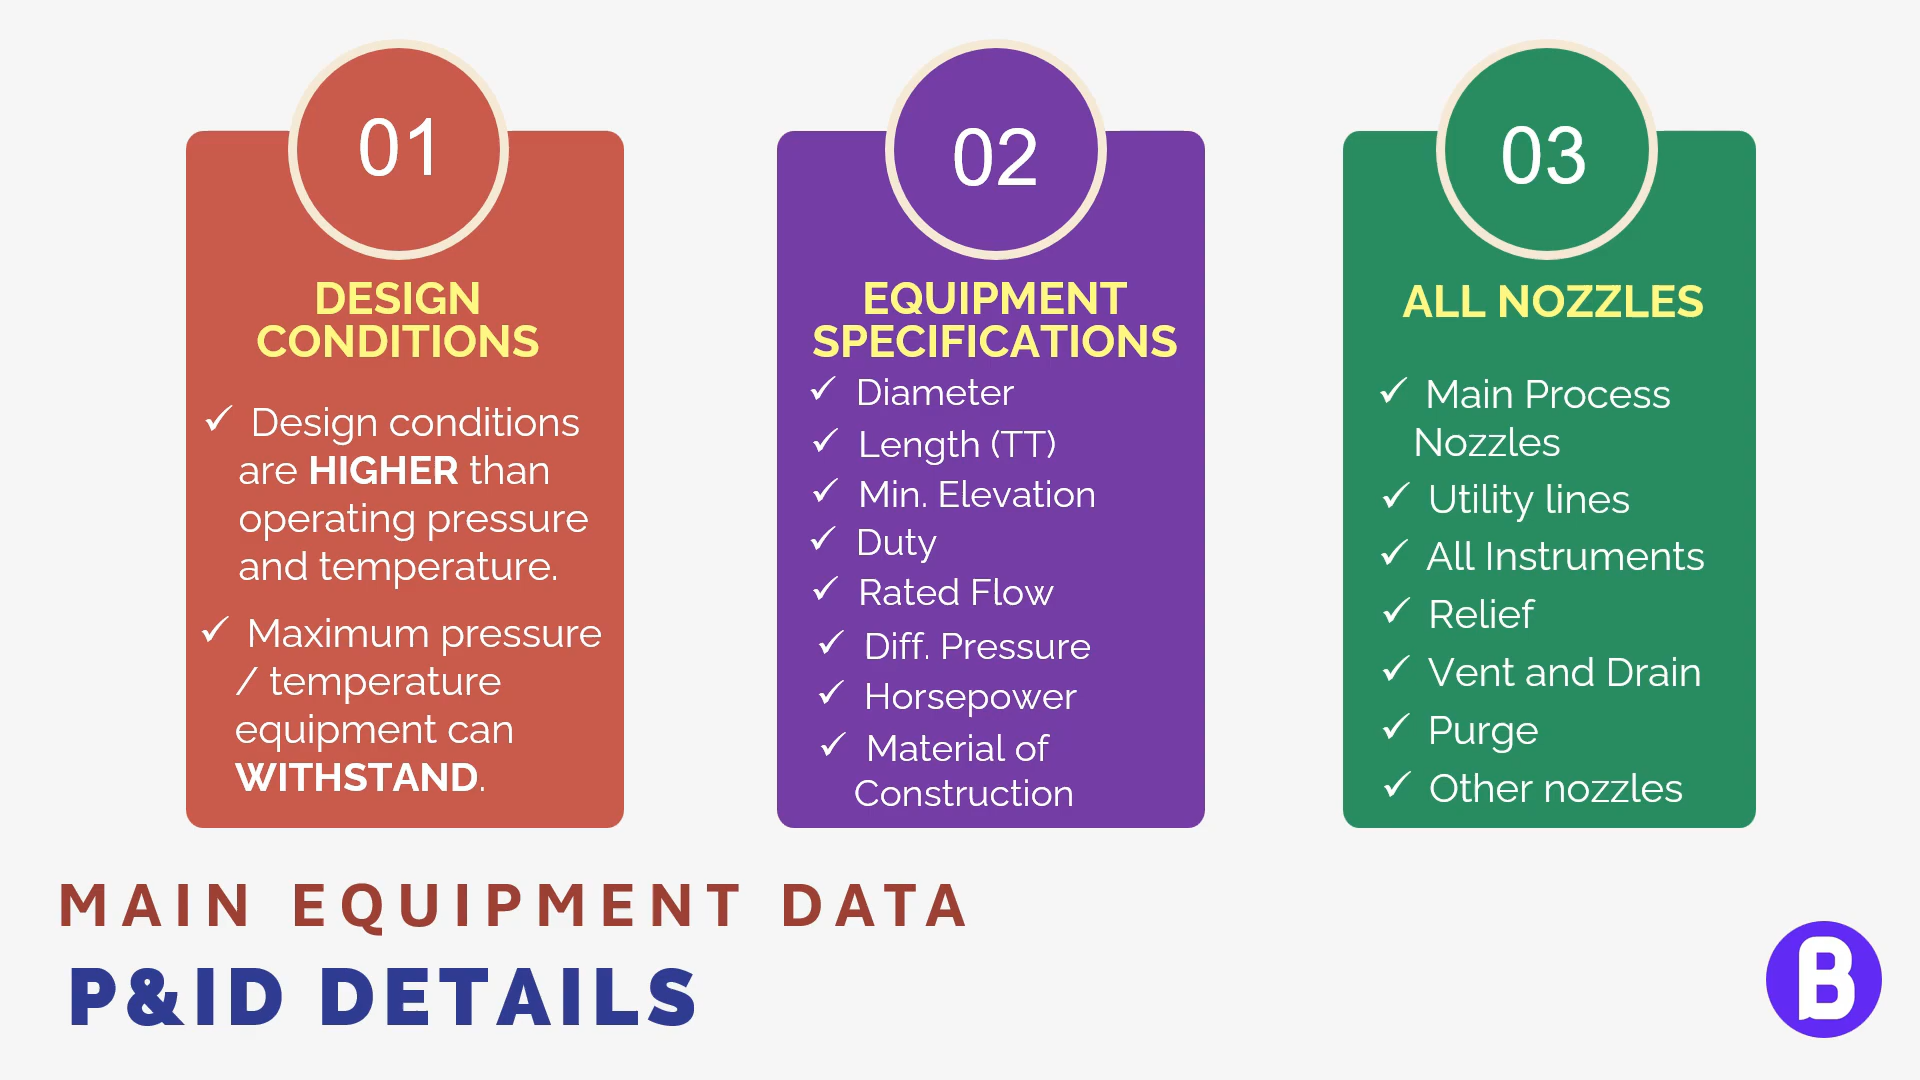 01
DESIGN
CONDITIONS
✓ Design conditions
are HIGHER than
operating pressure
and temperature.
✓ Maximum pressure
/ temperature
equipment can
WITHSTAND.
02
EQUIPMENT
SPECIFICATIONS
✓ Diameter
✓ Length (TT)
✓ Min. Elevation
✓ Duty
✓ Rated Flow
✓ Diff. Pressure
✓ Horsepower
✓ Material of
Construction
03
ALL NOZZLES
✓ Main Process
Nozzles
✓ Utility lines
✓ All Instruments
✓ Relief
✓ Vent and Drain
✓ Purge
✓ Other nozzles
MAIN EQUIPMENT DATA
P&ID DETAILS
B